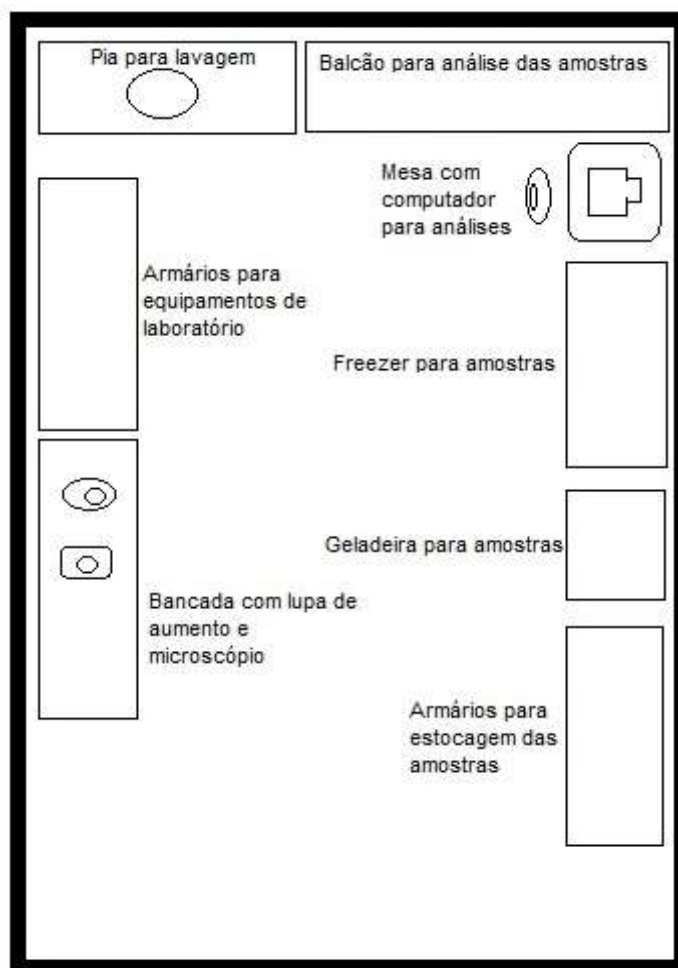 Pia para lavagem
Balcão para análise das amostras
Mesa com
computador
para análises
Armários para
equipamentos de
laboratório
Freezer para amostras
Geladeira para amostras
Bancada com lupa de
aumento e
microscópio
Armários para
estocagem das
amostras